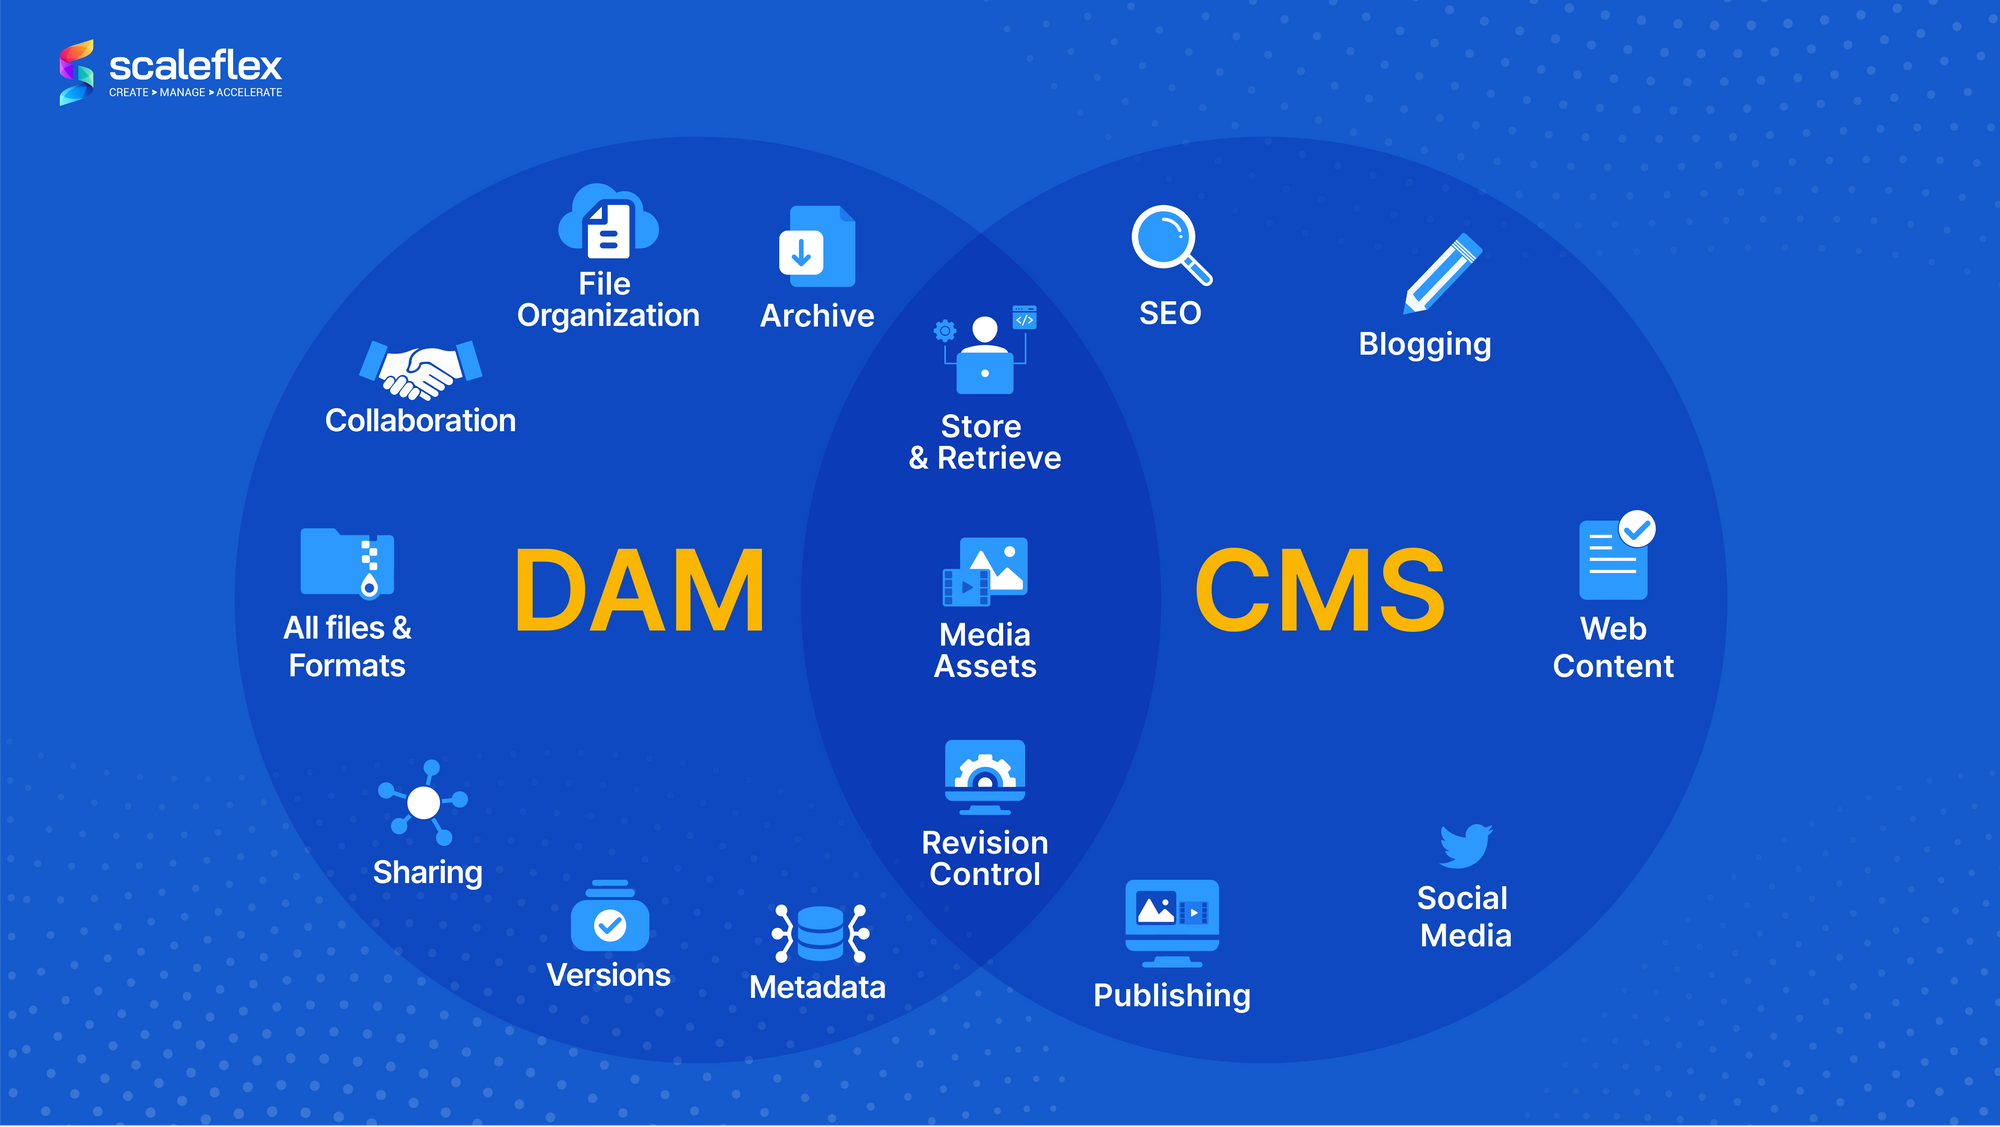 scaleflex
CREATE > MANAGE > ACCELERATE
File
Organization
Archive
Collaboration
All files &
Formats
DAM
Sharing
Versions
Metadata
Store
& Retrieve
Media
Assets
Revision
Control
SEO
Blogging
CMS
Web
Content
Social
Media
Publishing